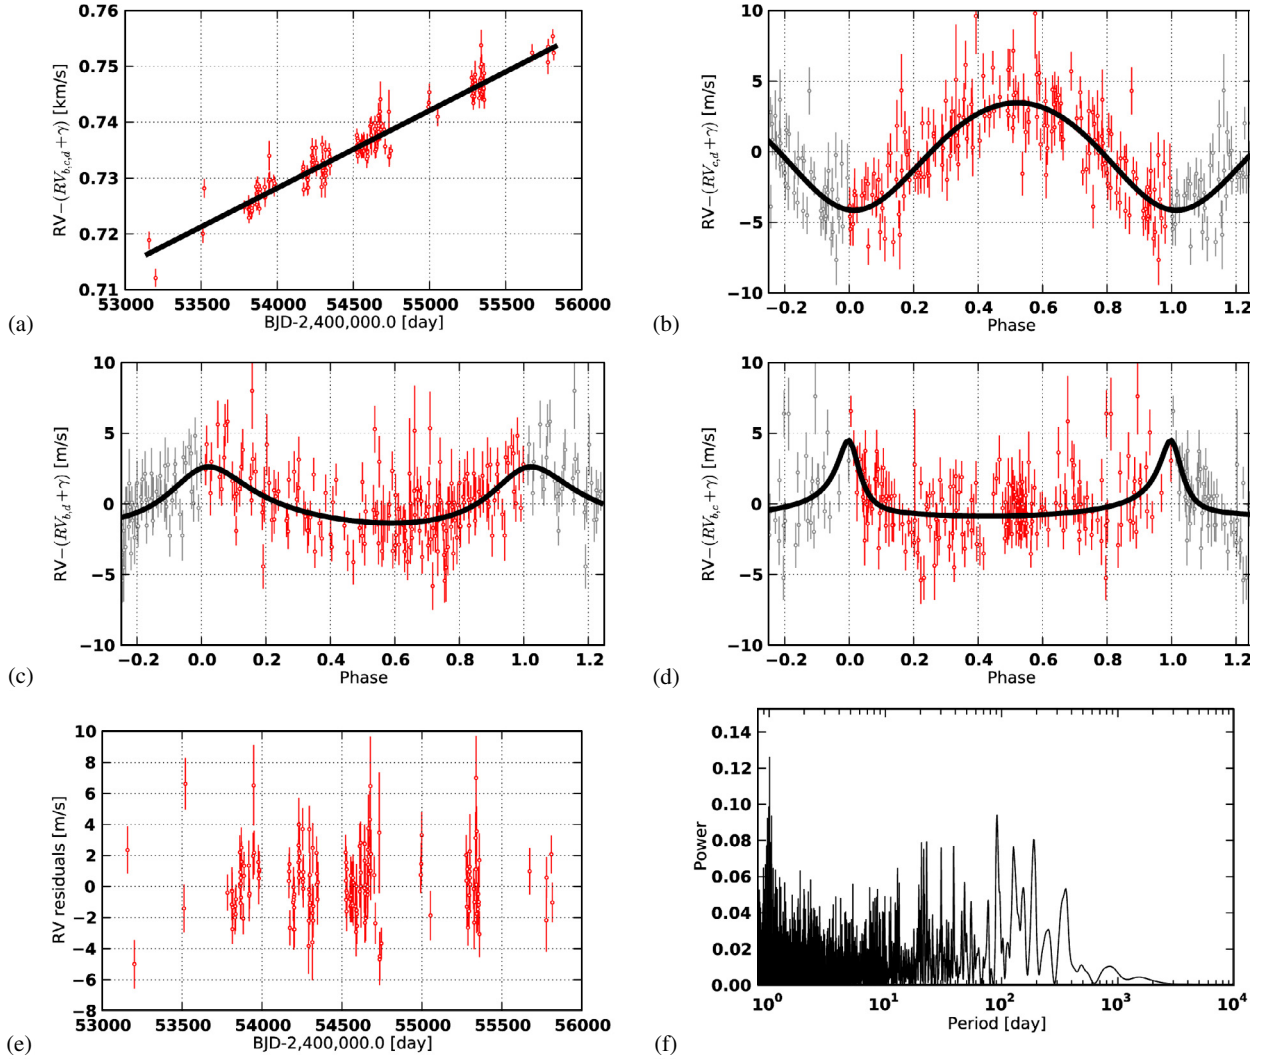 0.76
0.75
0.74
0.73
0.72
0.71
RV−(RV_{b,c,d}+γ) [km/s]
53000 53500 54000 54500 55000 55500 56000
BJD-2,400,000.0 [day]
(a)
10
5
0
−5
−10
RV−(RV_{c,d}+γ) [m/s]
−0.2 0.0 0.2 0.4 0.6 0.8 1.0 1.2
Phase
(b)
10
5
0
−5
−10
RV−(RV_{b,d}+γ) [m/s]
−0.2 0.0 0.2 0.4 0.6 0.8 1.0 1.2
Phase
(c)
10
5
0
−5
−10
RV−(RV_{b,c}+γ) [m/s]
−0.2 0.0 0.2 0.4 0.6 0.8 1.0 1.2
Phase
(d)
10
8
6
4
2
0
−2
−4
−6
−8
RV residuals [m/s]
53000 53500 54000 54500 55000 55500 56000
BJD-2,400,000.0 [day]
(e)
0.14
0.12
0.10
0.08
0.06
0.04
0.02
0.00
Power
10^0 10^1 10^2 10^3 10^4
Period [day]
(f)